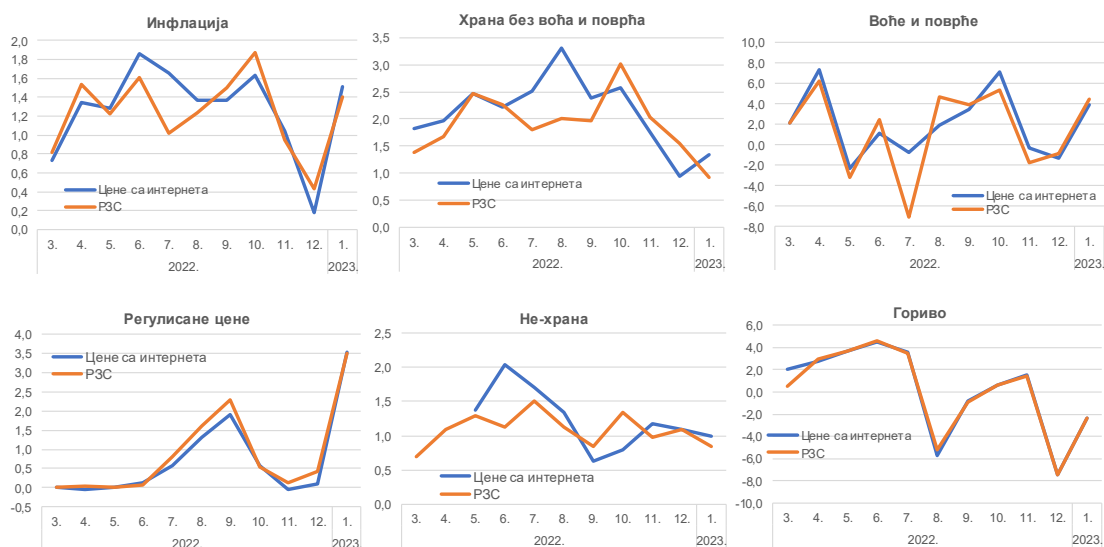 Инфлација
2,0
1,8
1,6
1,4
1,2
1,0
0,8
0,6
0,4
0,2
0,0
Цене са интернета
РЗС
3. 4. 5. 6. 7. 8. 9. 10. 11. 12. 1.
2022. 2023.
Храна без воћа и поврћа
3,5
3,0
2,5
2,0
1,5
1,0
0,5
0,0
Цене са интернета
РЗС
3. 4. 5. 6. 7. 8. 9. 10. 11. 12. 1.
2022. 2023.
Воће и поврће
10,0
8,0
6,0
4,0
2,0
0,0
-2,0
-4,0
-6,0
-8,0
Цене са интернета
РЗС
3. 4. 5. 6. 7. 8. 9. 10. 11. 12. 1.
2022. 2023.
Регулисане цене
4,0
3,5
3,0
2,5
2,0
1,5
1,0
0,5
0,0
-0,5
Цене са интернета
РЗС
3. 4. 5. 6. 7. 8. 9. 10. 11. 12. 1.
2022. 2023.
Не-храна
2,5
2,0
1,5
1,0
0,5
0,0
Цене са интернета
РЗС
3. 4. 5. 6. 7. 8. 9. 10. 11. 12. 1.
2022. 2023.
Гориво
6,0
4,0
2,0
0,0
-2,0
-4,0
-6,0
-8,0
-10,0
Цене са интернета
РЗС
3. 4. 5. 6. 7. 8. 9. 10. 11. 12. 1.
2022. 2023.